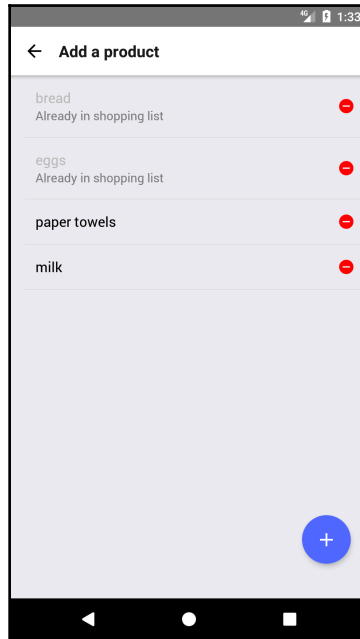 4G 1:33
Add a product
bread
Already in shopping list
eggs
Already in shopping list
paper towels
milk